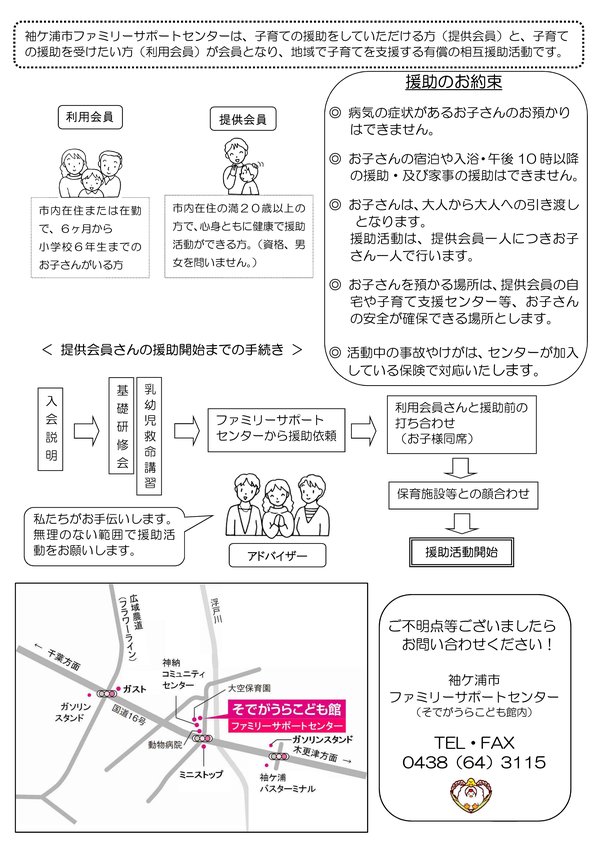 袖ケ浦市ファミリーサポートセンターは、子育ての援助をしていただける方（提供会員）と、子育て
の援助を受けたい方（利用会員）が会員となり、地域で子育てを支援する有償の相互援助活動です。
利用会員
市内在住または在勤
で、６ヶ月から
小学校６年生までの
お子さんがいる方
提供会員
市内在住の満２０歳以上の
方で、心身ともに健康で援助
活動ができる方。（資格、男
女を問いません。）
援助のお約束
◎ 病気の症状があるお子さんのお預かり
はできません。
◎ お子さんの宿泊や入浴・午後 10 時以降
の援助・及び家事の援助はできません。
◎ お子さんは、大人から大人への引き渡し
となります。
援助活動は、提供会員一人につきお子
さん一人で行います。
◎ お子さんを預かる場所は、提供会員の自
宅や子育て支援センター等、お子さん
の安全が確保できる場所とします。
◎ 活動中の事故やけがは、センターが加入
している保険で対応いたします。
＜ 提供会員さんの援助開始までの手続き ＞
入会説明
基礎研修会
乳幼児救命講習
ファミリーサポート
センターから援助依頼
利用会員さんと援助前の
打ち合わせ
（お子様同席）
保育施設等との顔合わせ
援助活動開始
私たちがお手伝いします。
無理のない範囲で援助活
動をお願いします。
アドバイザー
広域農道
（フラワーライン）
浮戸川
← 千葉方面
ガスト
ガソリン
スタンド
国道16号
神納
コミュニティ
センター
大空保育園
そでがうらこども館
ファミリーサポートセンター
動物病院
ミニストップ
ガソリンスタンド
木更津方面 →
袖ケ浦
バスターミナル
ご不明点等ございましたら
お問い合わせください！
袖ケ浦市
ファミリーサポートセンター
（そでがうらこども館内）
TEL・FAX
0438（64）3115